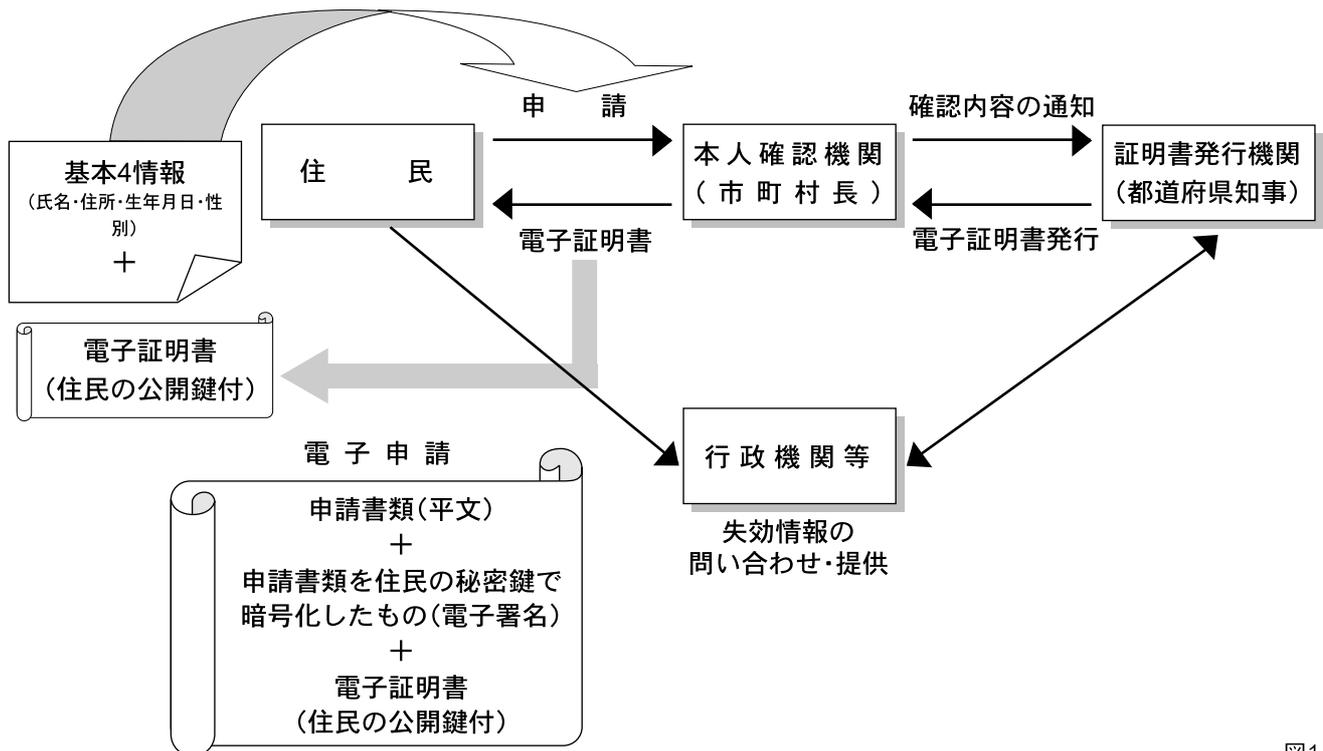 申請
確認内容の通知
基本4情報
(氏名・住所・生年月日・性
別)
+
住民
本人確認機関
(市町村長)
証明書発行機関
(都道府県知事)
電子証明書
電子証明書発行
電子証明書
(住民の公開鍵付)
電子申請
申請書類(平文)
+
申請書類を住民の秘密鍵で
暗号化したもの(電子署名)
+
電子証明書
(住民の公開鍵付)
行政機関等
失効情報の
問い合わせ・提供
図1